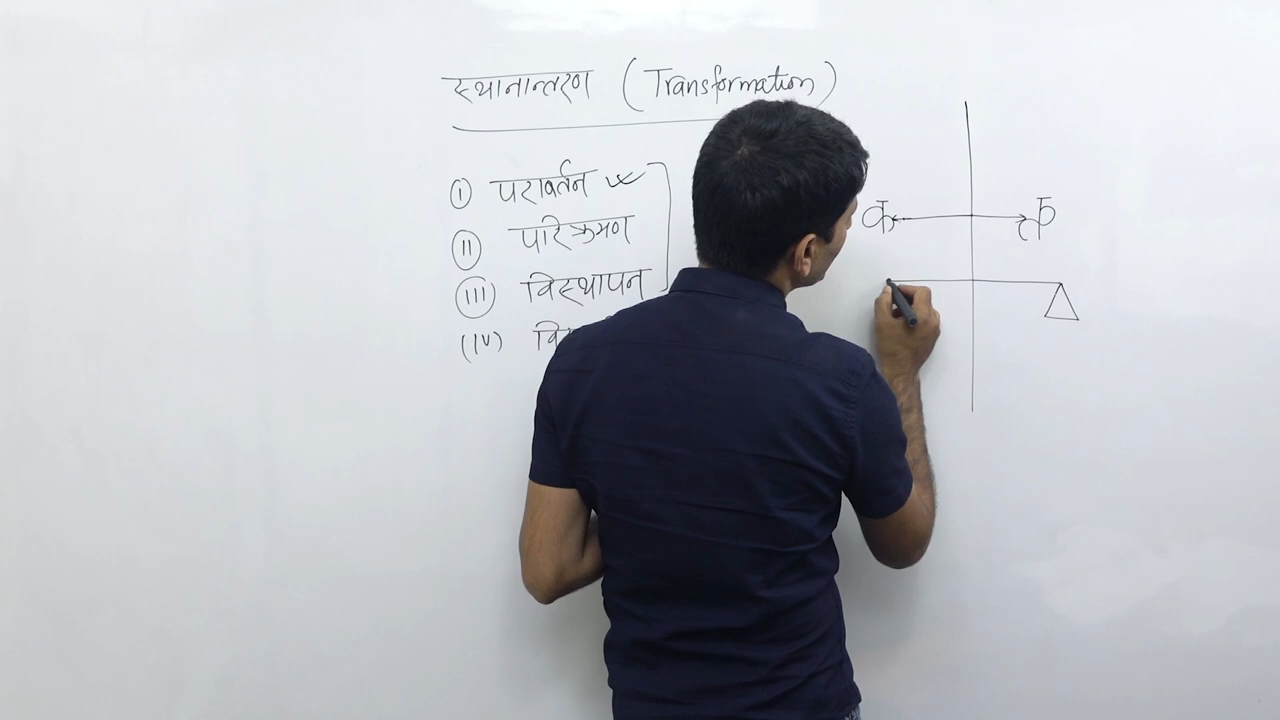 स्थानान्तरण (Transformation)
(I) परावर्तन
(II) परिक्रमण
(III) विस्थापन
(IV) वि
क